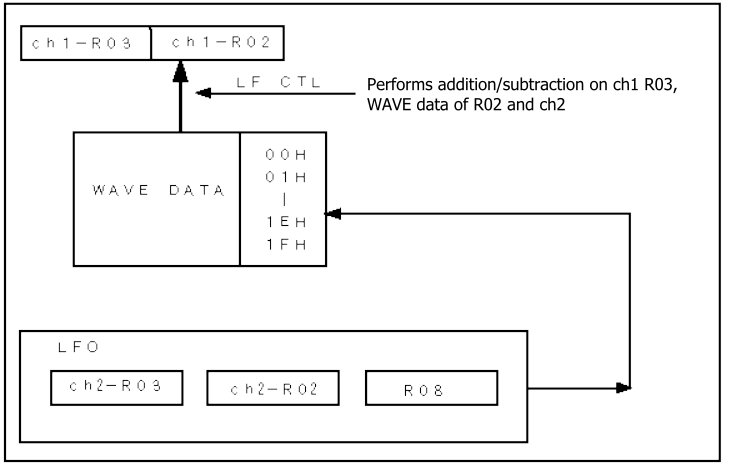 ch1-R03 ch1-R02
LF CTL
Performs addition/subtraction on ch1 R03,
WAVE data of R02 and ch2
WAVE DATA
00H
01H
|
1EH
1FH
LFO
ch2-R03 ch2-R02 R08